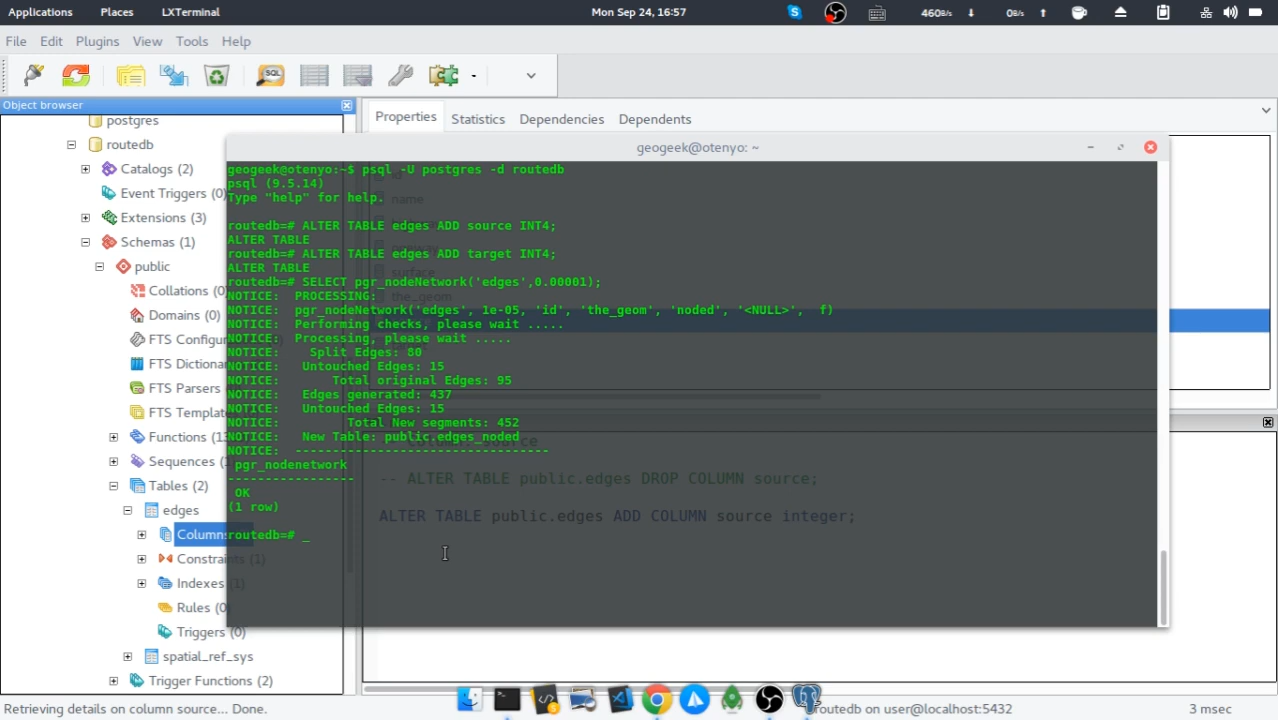 Applications Places LXTerminal Mon Sep 24, 16:57 460B/s 0B/s
File Edit Plugins View Tools Help
SQL
Object browser
Properties Statistics Dependencies Dependents
postgres
routedb
Catalogs (2)
Event Triggers (0)
Extensions (3)
Schemas (1)
public
Collations (0
Domains (0)
FTS Configur
FTS Dictionar
FTS Parsers
FTS Template
Functions (1
Sequences (
Tables (2)
edges
Column
Constraints (1)
Indexes (1)
Rules (0)
Triggers (0)
spatial_ref_sys
Trigger Functions (2)
geogeek@otenyo: ~
geogeek@otenyo:~$ psql -U postgres -d routedb
psql (9.5.14)
Type "help" for help.
routedb=# ALTER TABLE edges ADD source INT4;
ALTER TABLE
routedb=# ALTER TABLE edges ADD target INT4;
ALTER TABLE
routedb=# SELECT pgr_nodeNetwork('edges',0.00001);
NOTICE:  PROCESSING:
NOTICE:  pgr_nodeNetwork('edges', 1e-05, 'id', 'the_geom', 'noded', '<NULL>',  f)
NOTICE:  Performing checks, please wait .....
NOTICE:  Processing, please wait .....
NOTICE:    Split Edges: 80
NOTICE:   Untouched Edges: 15
NOTICE:       Total original Edges: 95
NOTICE:   Edges generated: 437
NOTICE:   Untouched Edges: 15
NOTICE:         Total New segments: 452
NOTICE:   New Table: public.edges_noded
NOTICE:  ----------------------------------
pgr_nodenetwork
-----------------
OK
(1 row)
routedb=# _
name
surface
the_geom
source
-- ALTER TABLE public.edges DROP COLUMN source;
ALTER TABLE public.edges ADD COLUMN source integer;
Retrieving details on column source... Done. routedb on user@localhost:5432 3 msec